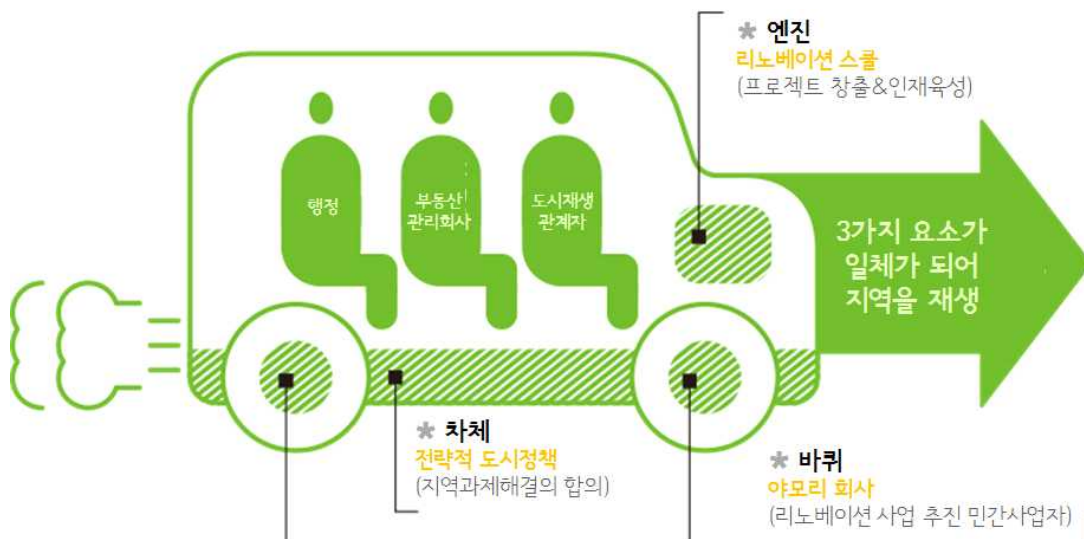 * 엔진
리노베이션 스쿨
(프로젝트 창출&인재육성)
행정
부동산
관리회사
도시재생
관계자
3가지 요소가
일체가 되어
지역을 재생
* 차체
전략적 도시정책
(지역과제해결의 합의)
* 바퀴
야모리 회사
(리노베이션 사업 추진 민간사업자)